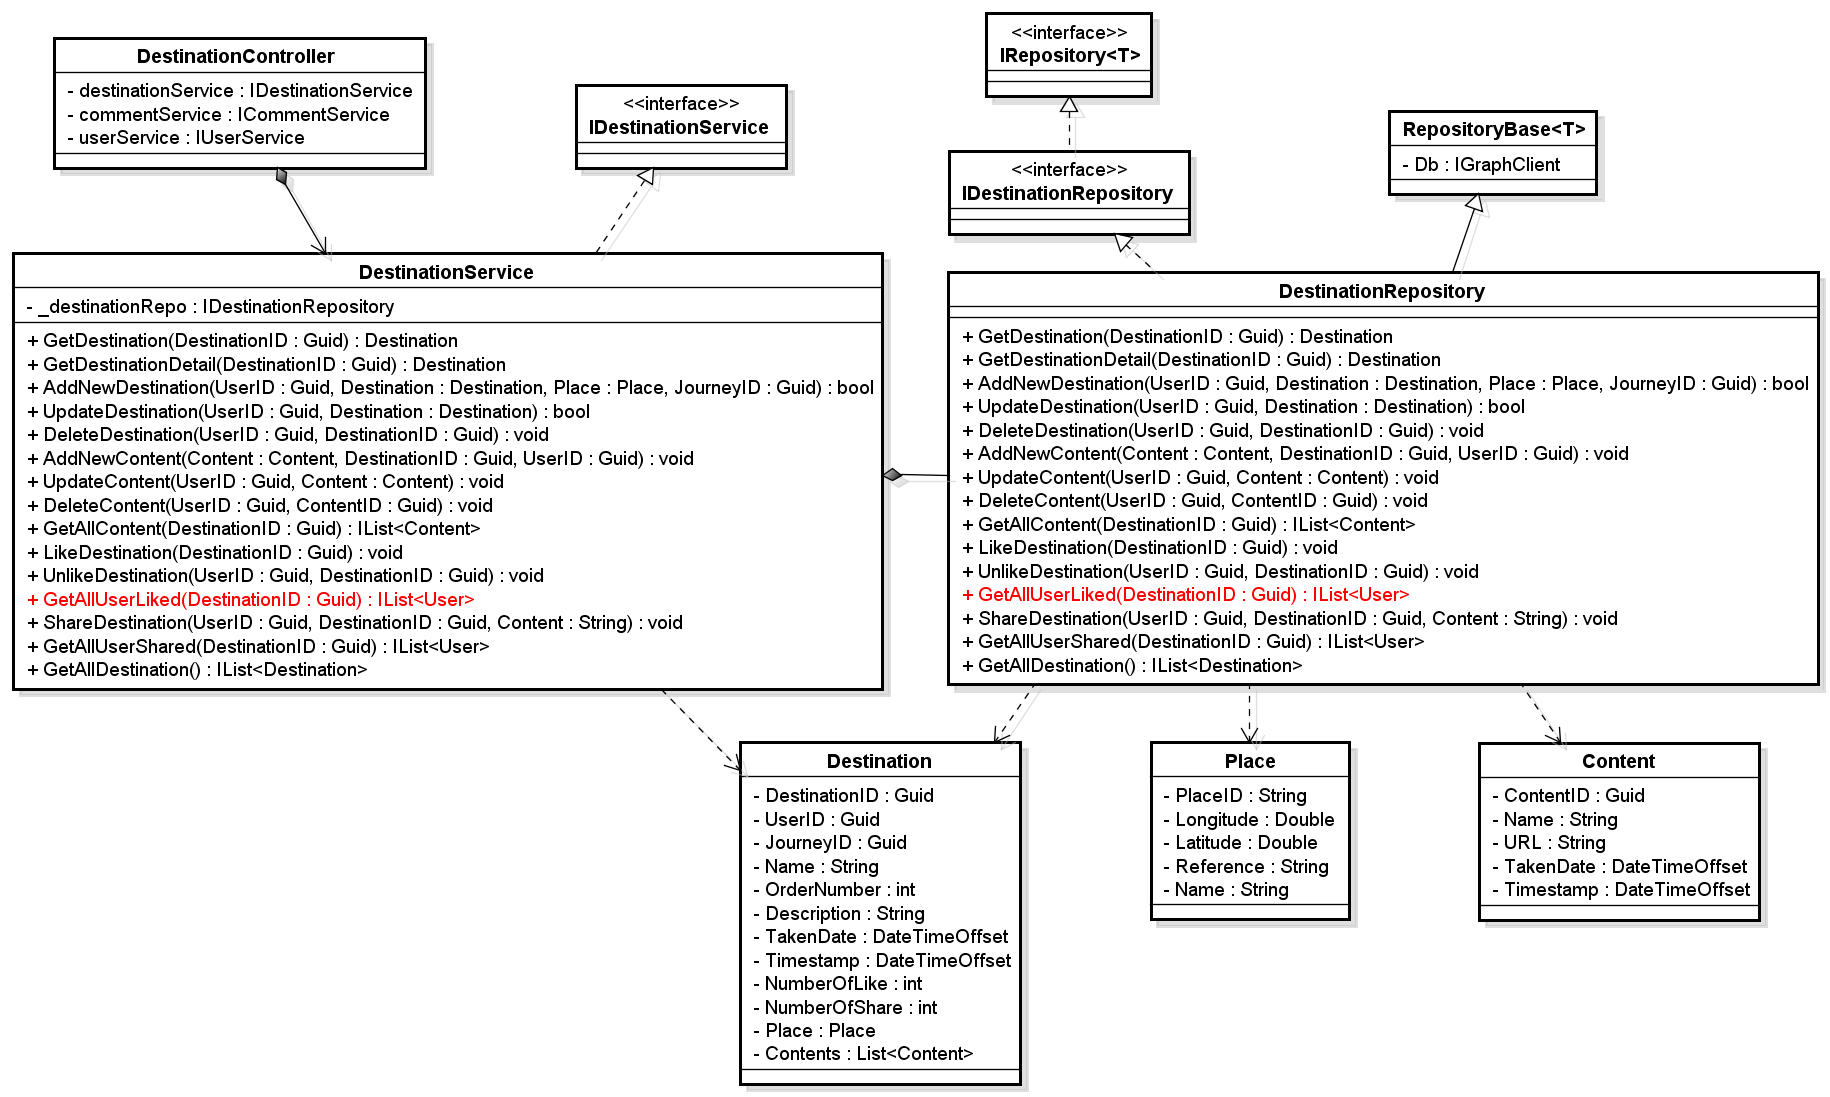 DestinationController
- destinationService : IDestinationService
- commentService : ICommentService
- userService : IUserService
<<interface>>
IDestinationService
<<interface>>
IRepository<T>
<<interface>>
IDestinationRepository
RepositoryBase<T>
- Db : IGraphClient
DestinationService
- _destinationRepo : IDestinationRepository
+ GetDestination(DestinationID : Guid) : Destination
+ GetDestinationDetail(DestinationID : Guid) : Destination
+ AddNewDestination(UserID : Guid, Destination : Destination, Place : Place, JourneyID : Guid) : bool
+ UpdateDestination(UserID : Guid, Destination : Destination) : bool
+ DeleteDestination(UserID : Guid, DestinationID : Guid) : void
+ AddNewContent(Content : Content, DestinationID : Guid, UserID : Guid) : void
+ UpdateContent(UserID : Guid, Content : Content) : void
+ DeleteContent(UserID : Guid, ContentID : Guid) : void
+ GetAllContent(DestinationID : Guid) : IList<Content>
+ LikeDestination(DestinationID : Guid) : void
+ UnlikeDestination(UserID : Guid, DestinationID : Guid) : void
+ GetAllUserLiked(DestinationID : Guid) : IList<User>
+ ShareDestination(UserID : Guid, DestinationID : Guid, Content : String) : void
+ GetAllUserShared(DestinationID : Guid) : IList<User>
+ GetAllDestination() : IList<Destination>
DestinationRepository
+ GetDestination(DestinationID : Guid) : Destination
+ GetDestinationDetail(DestinationID : Guid) : Destination
+ AddNewDestination(UserID : Guid, Destination : Destination, Place : Place, JourneyID : Guid) : bool
+ UpdateDestination(UserID : Guid, Destination : Destination) : bool
+ DeleteDestination(UserID : Guid, DestinationID : Guid) : void
+ AddNewContent(Content : Content, DestinationID : Guid, UserID : Guid) : void
+ UpdateContent(UserID : Guid, Content : Content) : void
+ DeleteContent(UserID : Guid, ContentID : Guid) : void
+ GetAllContent(DestinationID : Guid) : IList<Content>
+ LikeDestination(DestinationID : Guid) : void
+ UnlikeDestination(UserID : Guid, DestinationID : Guid) : void
+ GetAllUserLiked(DestinationID : Guid) : IList<User>
+ ShareDestination(UserID : Guid, DestinationID : Guid, Content : String) : void
+ GetAllUserShared(DestinationID : Guid) : IList<User>
+ GetAllDestination() : IList<Destination>
Destination
- DestinationID : Guid
- UserID : Guid
- JourneyID : Guid
- Name : String
- OrderNumber : int
- Description : String
- TakenDate : DateTimeOffset
- Timestamp : DateTimeOffset
- NumberOfLike : int
- NumberOfShare : int
- Place : Place
- Contents : List<Content>
Place
- PlaceID : String
- Longitude : Double
- Latitude : Double
- Reference : String
- Name : String
Content
- ContentID : Guid
- Name : String
- URL : String
- TakenDate : DateTimeOffset
- Timestamp : DateTimeOffset